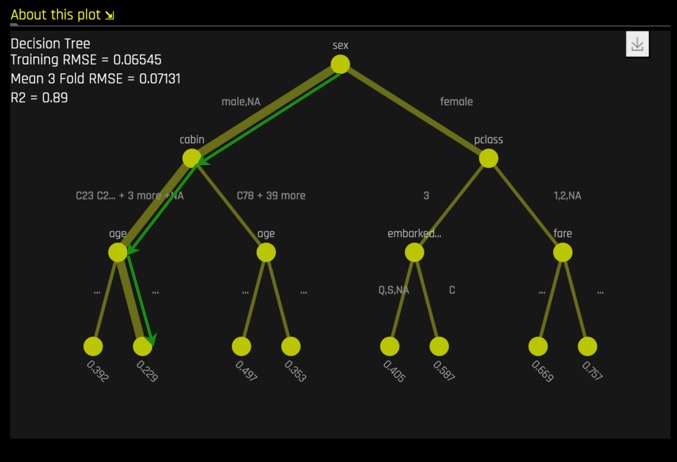 About this plot
Decision Tree
Training RMSE = 0.06545
Mean 3 Fold RMSE = 0.07131
R2 = 0.89
sex
male,NA
female
cabin
pclass
C23 C2... + 3 more +NA
C78 + 39 more
3
1,2,NA
age
age
embarked...
fare
...
...
...
...
Q,S,NA
C
...
...
0.392
0.229
0.497
0.353
0.405
0.587
0.669
0.757